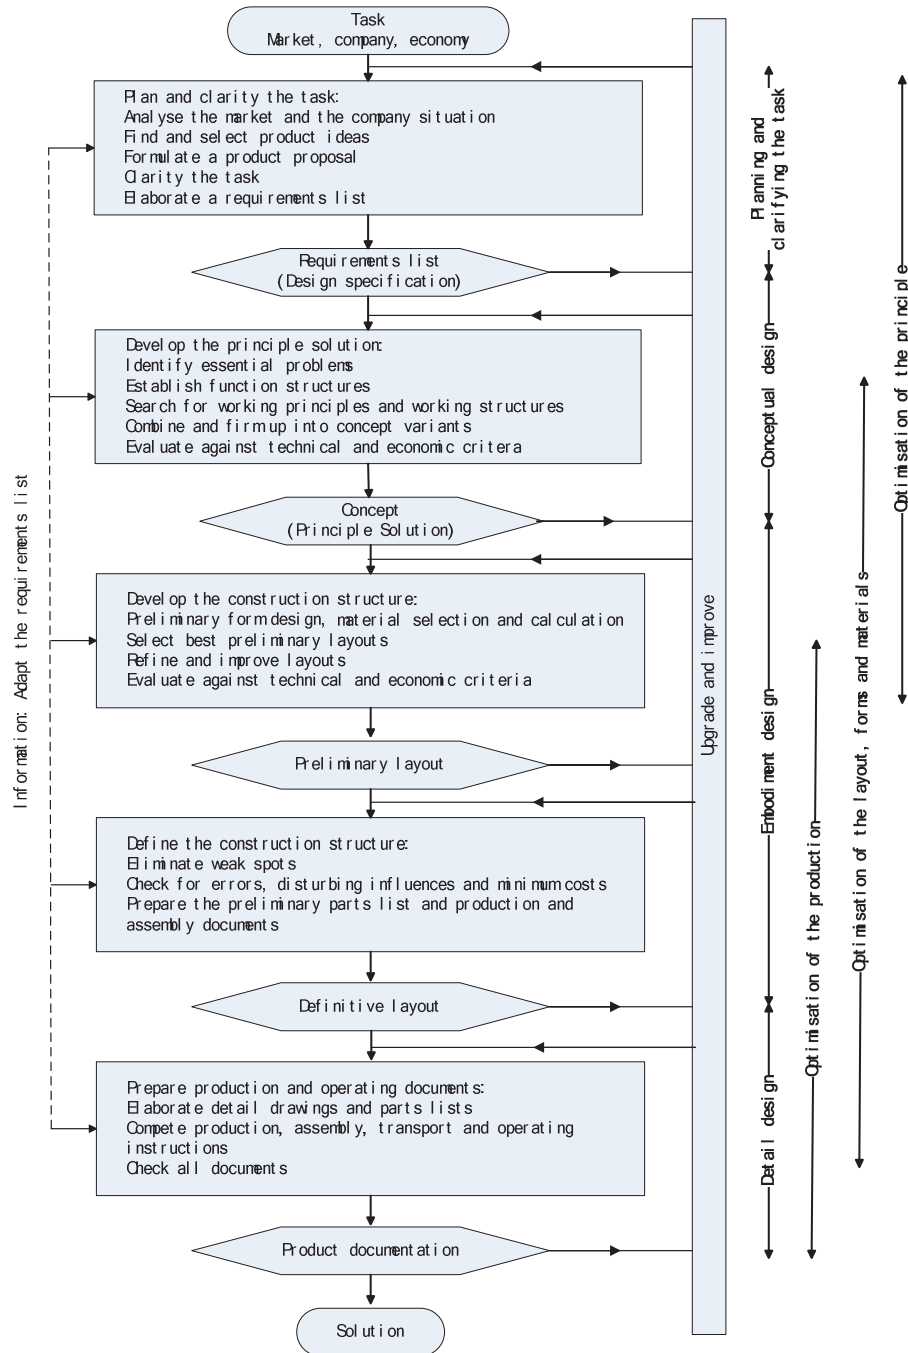 Task
Market, company, economy
Plan and clarity the task:
Analyse the market and the company situation
Find and select product ideas
Formulate a product proposal
Clarity the task
Elaborate a requirements list
Requirements list
(Design specification)
Develop the principle solution:
Identify essential problems
Establish function structures
Search for working principles and working structures
Combine and firm up into concept variants
Evaluate against technical and economic critera
Concept
(Principle Solution)
Develop the construction structure:
Preliminary form design, material selection and calculation
Select best preliminary layouts
Refine and improve layouts
Evaluate against technical and economic criteria
Preliminary layout
Define the construction structure:
Eliminate weak spots
Check for errors, disturbing influences and minimum costs
Prepare the preliminary parts list and production and
assembly documents
Definitive layout
Prepare production and operating documents:
Elaborate detail drawings and parts lists
Compete production, assembly, transport and operating
instructions
Check all documents
Product documentation
Solution
Information: Adapt the requirements list
Upgrade and improve
Planning and
clarifying the task
Conceptual design
Embodiment design
Detail design
Optimisation of the production
Optimisation of the layout, forms and materials
Optimisation of the principle